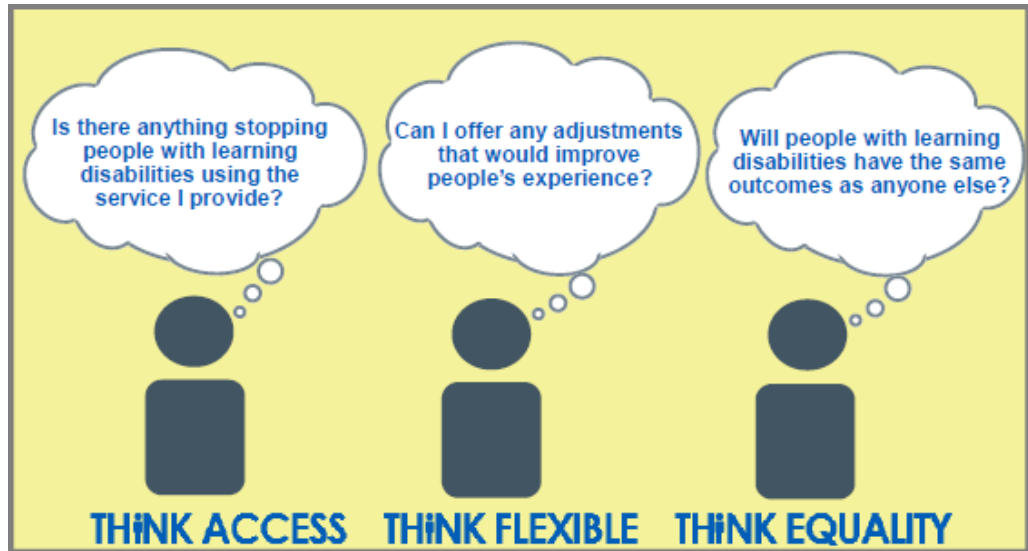 Is there anything stopping
people with learning
disabilities using the
service I provide?
Can I offer any adjustments
that would improve
people's experience?
Will people with learning
disabilities have the same
outcomes as anyone else?
THiNK ACCESS
THiNK FLEXIBLE
THiNK EQUALITY